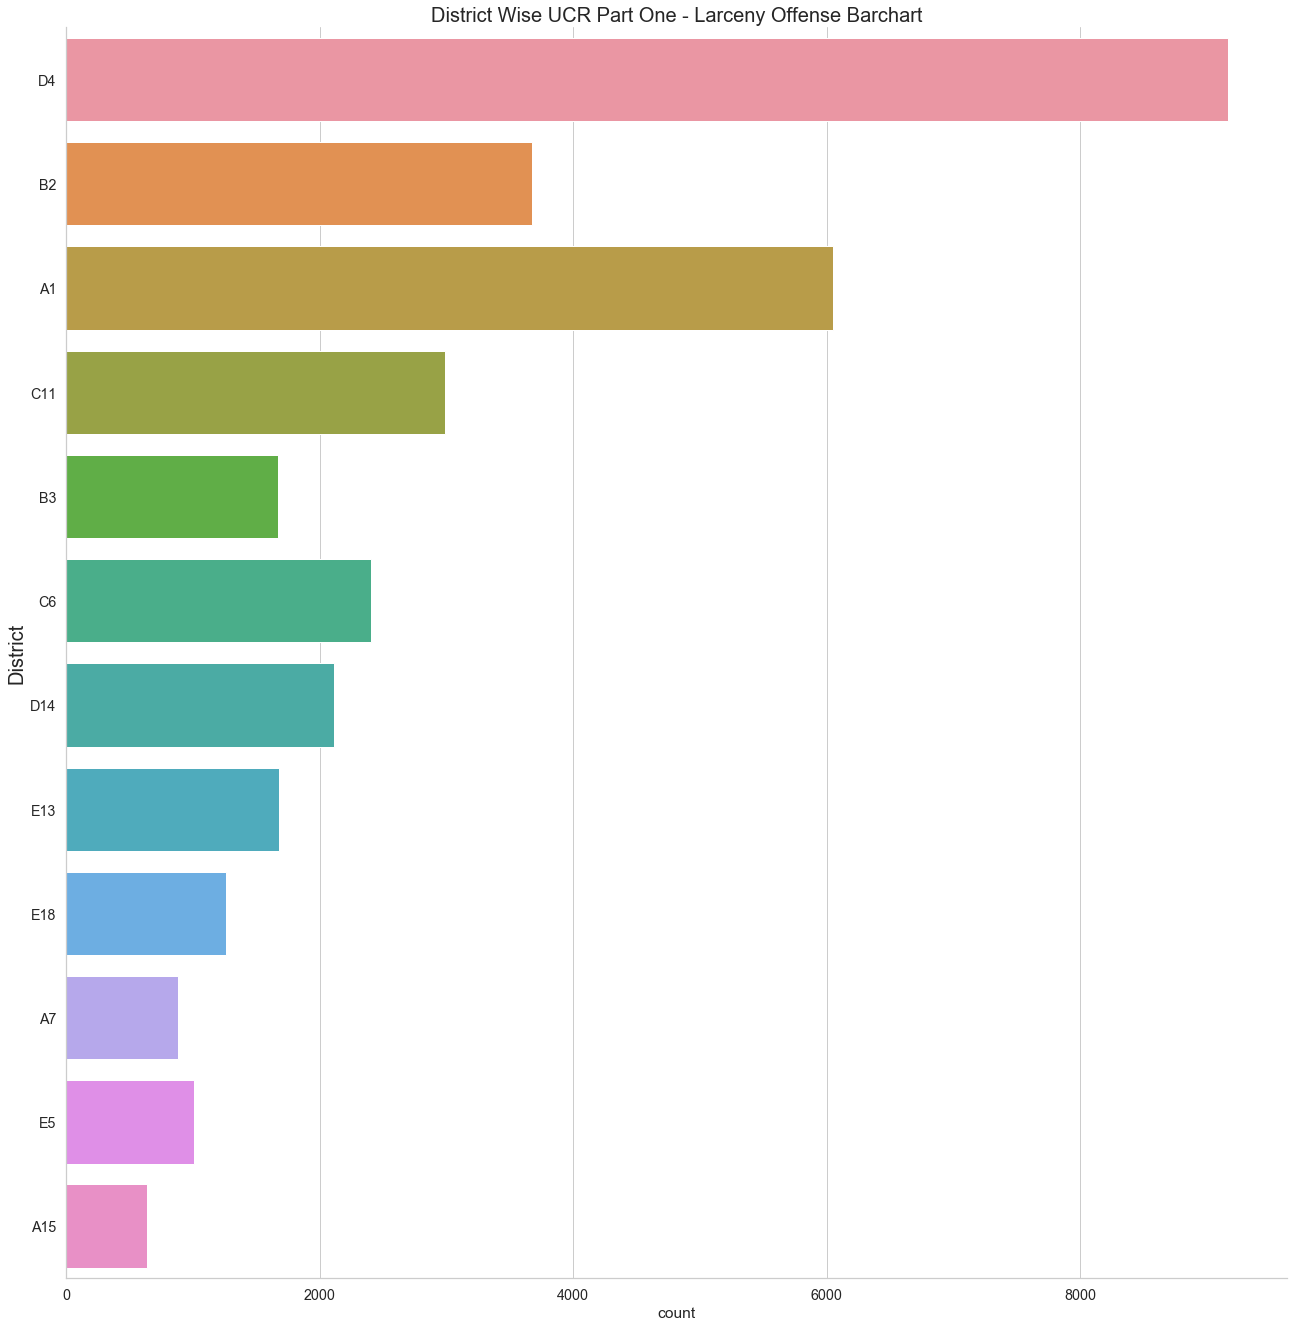 District Wise UCR Part One - Larceny Offense Barchart
D4
B2
A1
C11
B3
C6
District
D14
E13
E18
A7
E5
A15
0 2000 4000 6000 8000
count